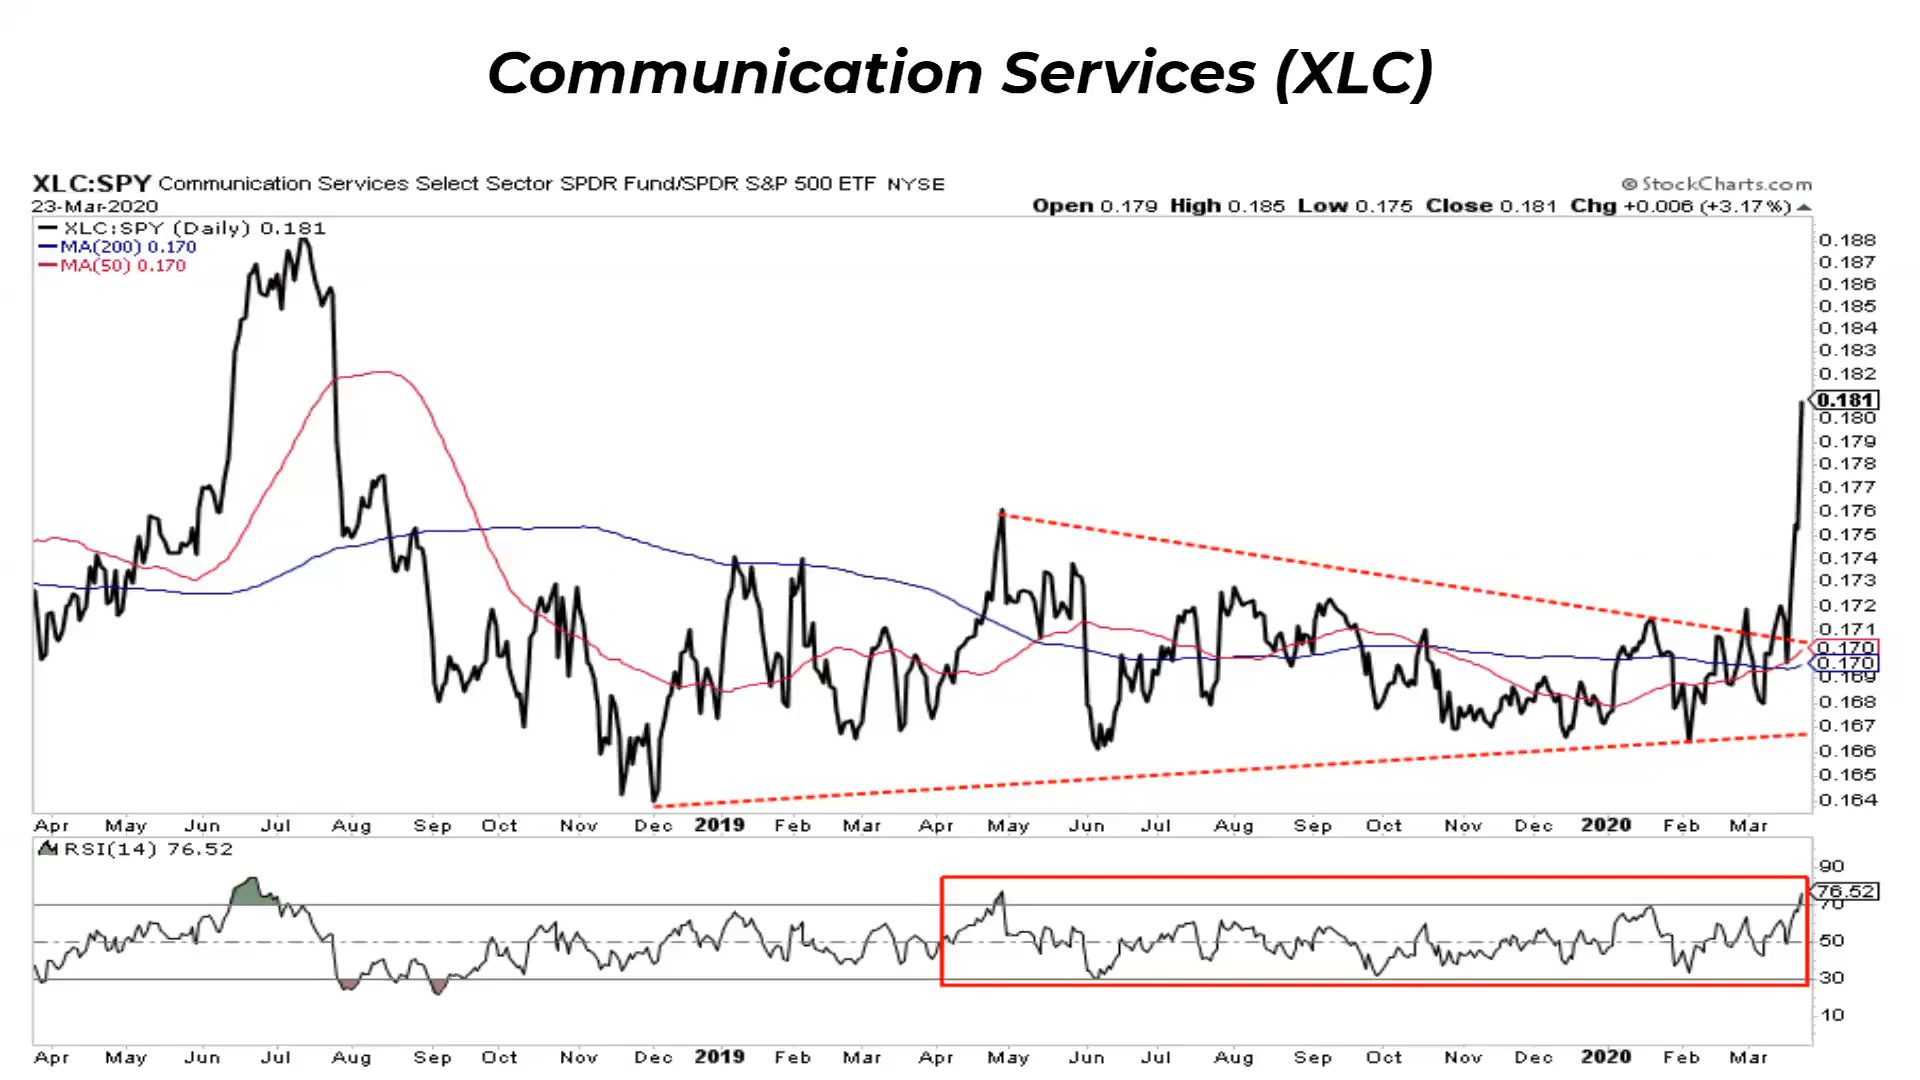 Communication Services (XLC)
XLC:SPY Communication Services Select Sector SPDR Fund/SPDR S&P 500 ETF NYSE
© StockCharts.com
23-Mar-2020
Open 0.179 High 0.185 Low 0.175 Close 0.181 Chg +0.006 (+3.17%)
XLC:SPY (Daily) 0.181
MA(200) 0.170
MA(50) 0.170
0.188
0.187
0.186
0.185
0.184
0.183
0.182
0.181
0.180
0.179
0.178
0.177
0.176
0.175
0.174
0.173
0.172
0.171
0.170
0.170
0.169
0.168
0.167
0.166
0.165
0.164
Apr May Jun Jul Aug Sep Oct Nov Dec 2019 Feb Mar Apr May Jun Jul Aug Sep Oct Nov Dec 2020 Feb Mar
RSI(14) 76.52
90
76.52
70
50
30
10
Apr May Jun Jul Aug Sep Oct Nov Dec 2019 Feb Mar Apr May Jun Jul Aug Sep Oct Nov Dec 2020 Feb Mar